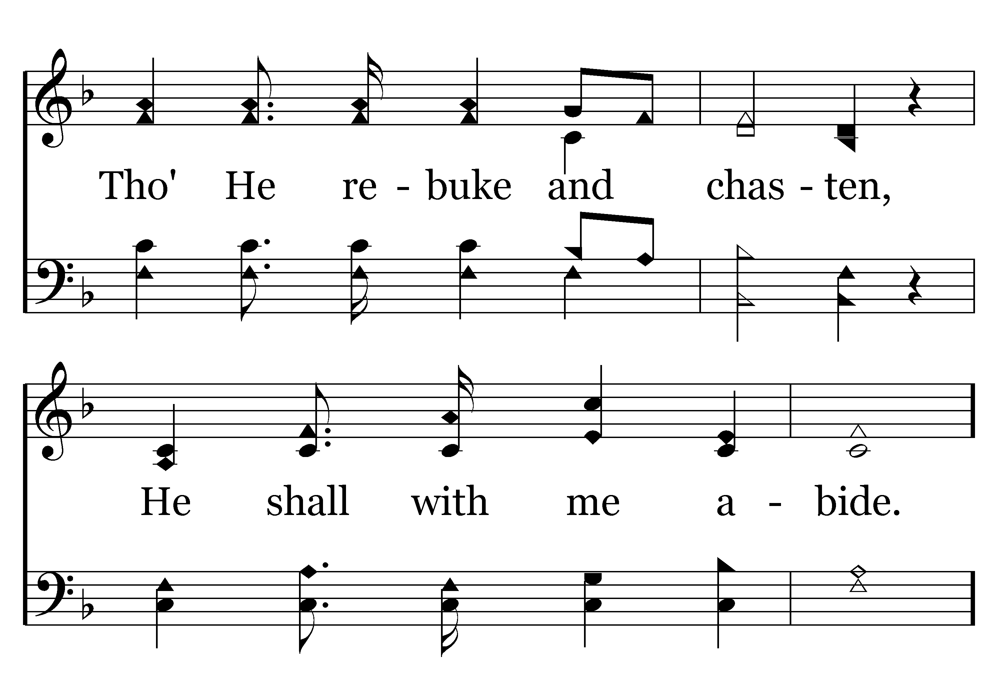 Tho' He re - buke and chas - ten,
He shall with me a - bide.